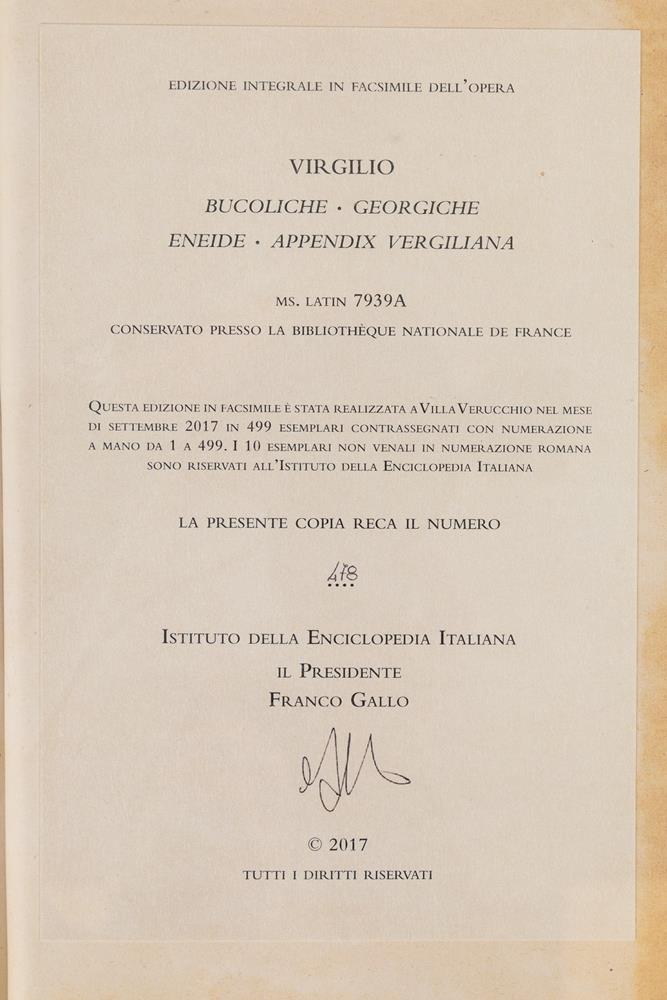 EDIZIONE INTEGRALE IN FACSIMILE DELL'OPERA
VIRGILIO
BUCOLICHE • GEORGICHE
ENEIDE • APPENDIX VERGILIANA
MS. LATIN 7939A
CONSERVATO PRESSO LA BIBLIOTHÈQUE NATIONALE DE FRANCE
QUESTA EDIZIONE IN FACSIMILE È STATA REALIZZATA A VILLA VERUCCHIO NEL MESE
DI SETTEMBRE 2017 IN 499 ESEMPLARI CONTRASSEGNATI CON NUMERAZIONE
A MANO DA 1 A 499. I 10 ESEMPLARI NON VENALI IN NUMERAZIONE ROMANA
SONO RISERVATI ALL'ISTITUTO DELLA ENCICLOPEDIA ITALIANA
LA PRESENTE COPIA RECA IL NUMERO
478
ISTITUTO DELLA ENCICLOPEDIA ITALIANA
IL PRESIDENTE
FRANCO GALLO
© 2017
TUTTI I DIRITTI RISERVATI